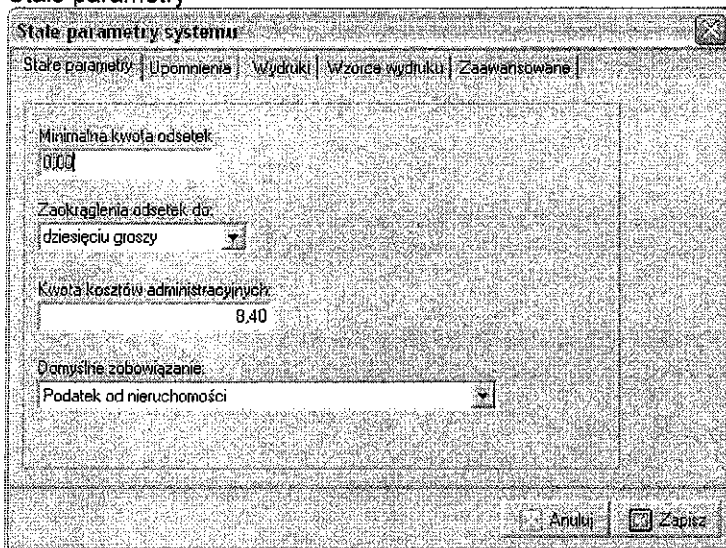 Stałe parametry
Stałe parametry systemu
Stałe parametry Upomnienia Wydruki Wzorce wydruku Zaawansowane
Minimalna kwota odsetek
0,00
Zaokrąglenia odsetek do:
dziesięciu groszy
Kwota kosztów administracyjnych:
8,40
Domyślne zobowiązanie:
Podatek od nieruchomości
Anuluj Zapisz